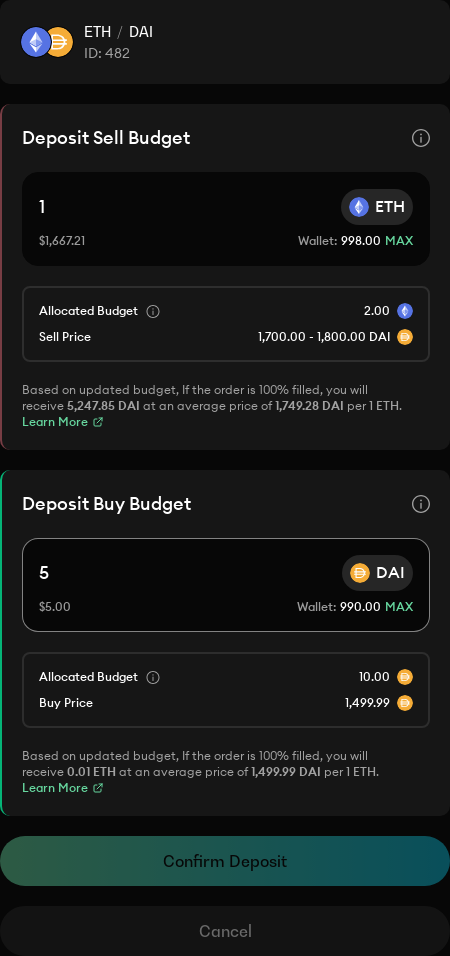 ETH / DAI
ID: 482
Deposit Sell Budget
1
ETH
$1,667.21
Wallet: 998.00 MAX
Allocated Budget
2.00
Sell Price
1,700.00 - 1,800.00 DAI
Based on updated budget, If the order is 100% filled, you will
receive 5,247.85 DAI at an average price of 1,749.28 DAI per 1 ETH.
Learn More
Deposit Buy Budget
5
DAI
$5.00
Wallet: 990.00 MAX
Allocated Budget
10.00
Buy Price
1,499.99
Based on updated budget, If the order is 100% filled, you will
receive 0.01 ETH at an average price of 1,499.99 DAI per 1 ETH.
Learn More
Confirm Deposit
Cancel